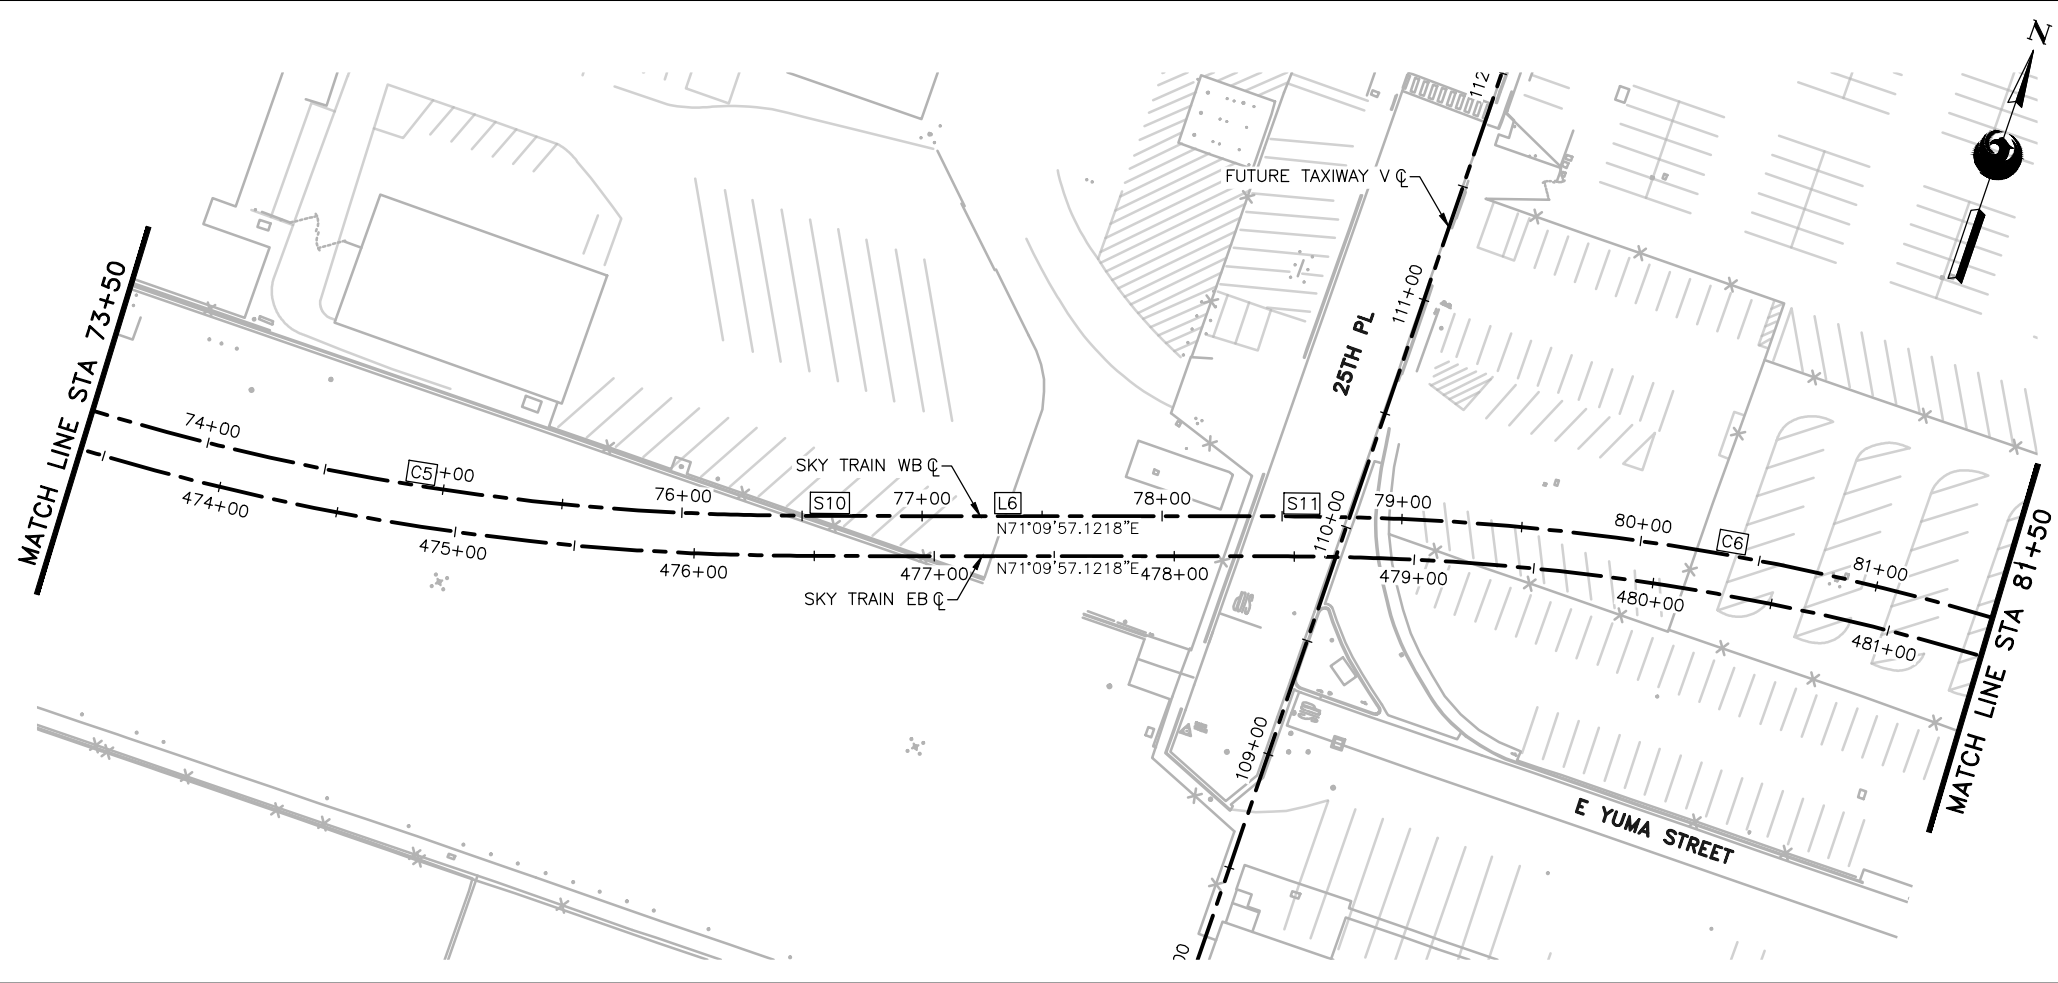 N
112
FUTURE TAXIWAY V ℄
MATCH LINE STA 73+50
111+00
25TH PL
74+00
C5
+00
SKY TRAIN WB ℄
76+00
S10
77+00
L6
78+00
S11
79+00
80+00
C6
81+00
N71°09'57.1218"E
110+00
474+00
475+00
476+00
477+00
N71°09'57.1218"E
478+00
479+00
480+00
481+00
SKY TRAIN EB ℄
MATCH LINE STA 81+50
109+00
E YUMA STREET
00